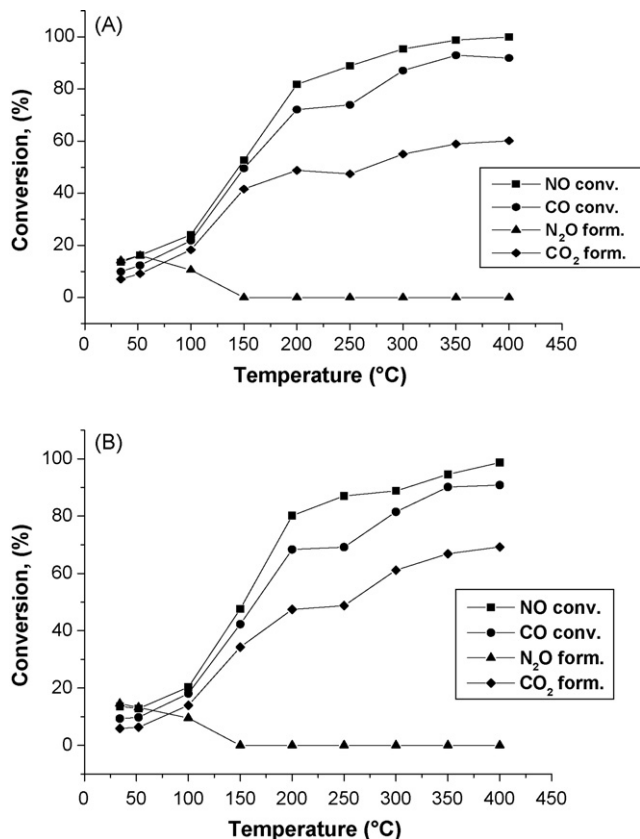 (A)
100
80
60
40
20
0
Conversion, (%)
NO conv.
CO conv.
N₂O form.
CO₂ form.
0 50 100 150 200 250 300 350 400 450
Temperature (°C)
(B)
100
80
60
40
20
0
Conversion, (%)
NO conv.
CO conv.
N₂O form.
CO₂ form.
0 50 100 150 200 250 300 350 400 450
Temperature (°C)